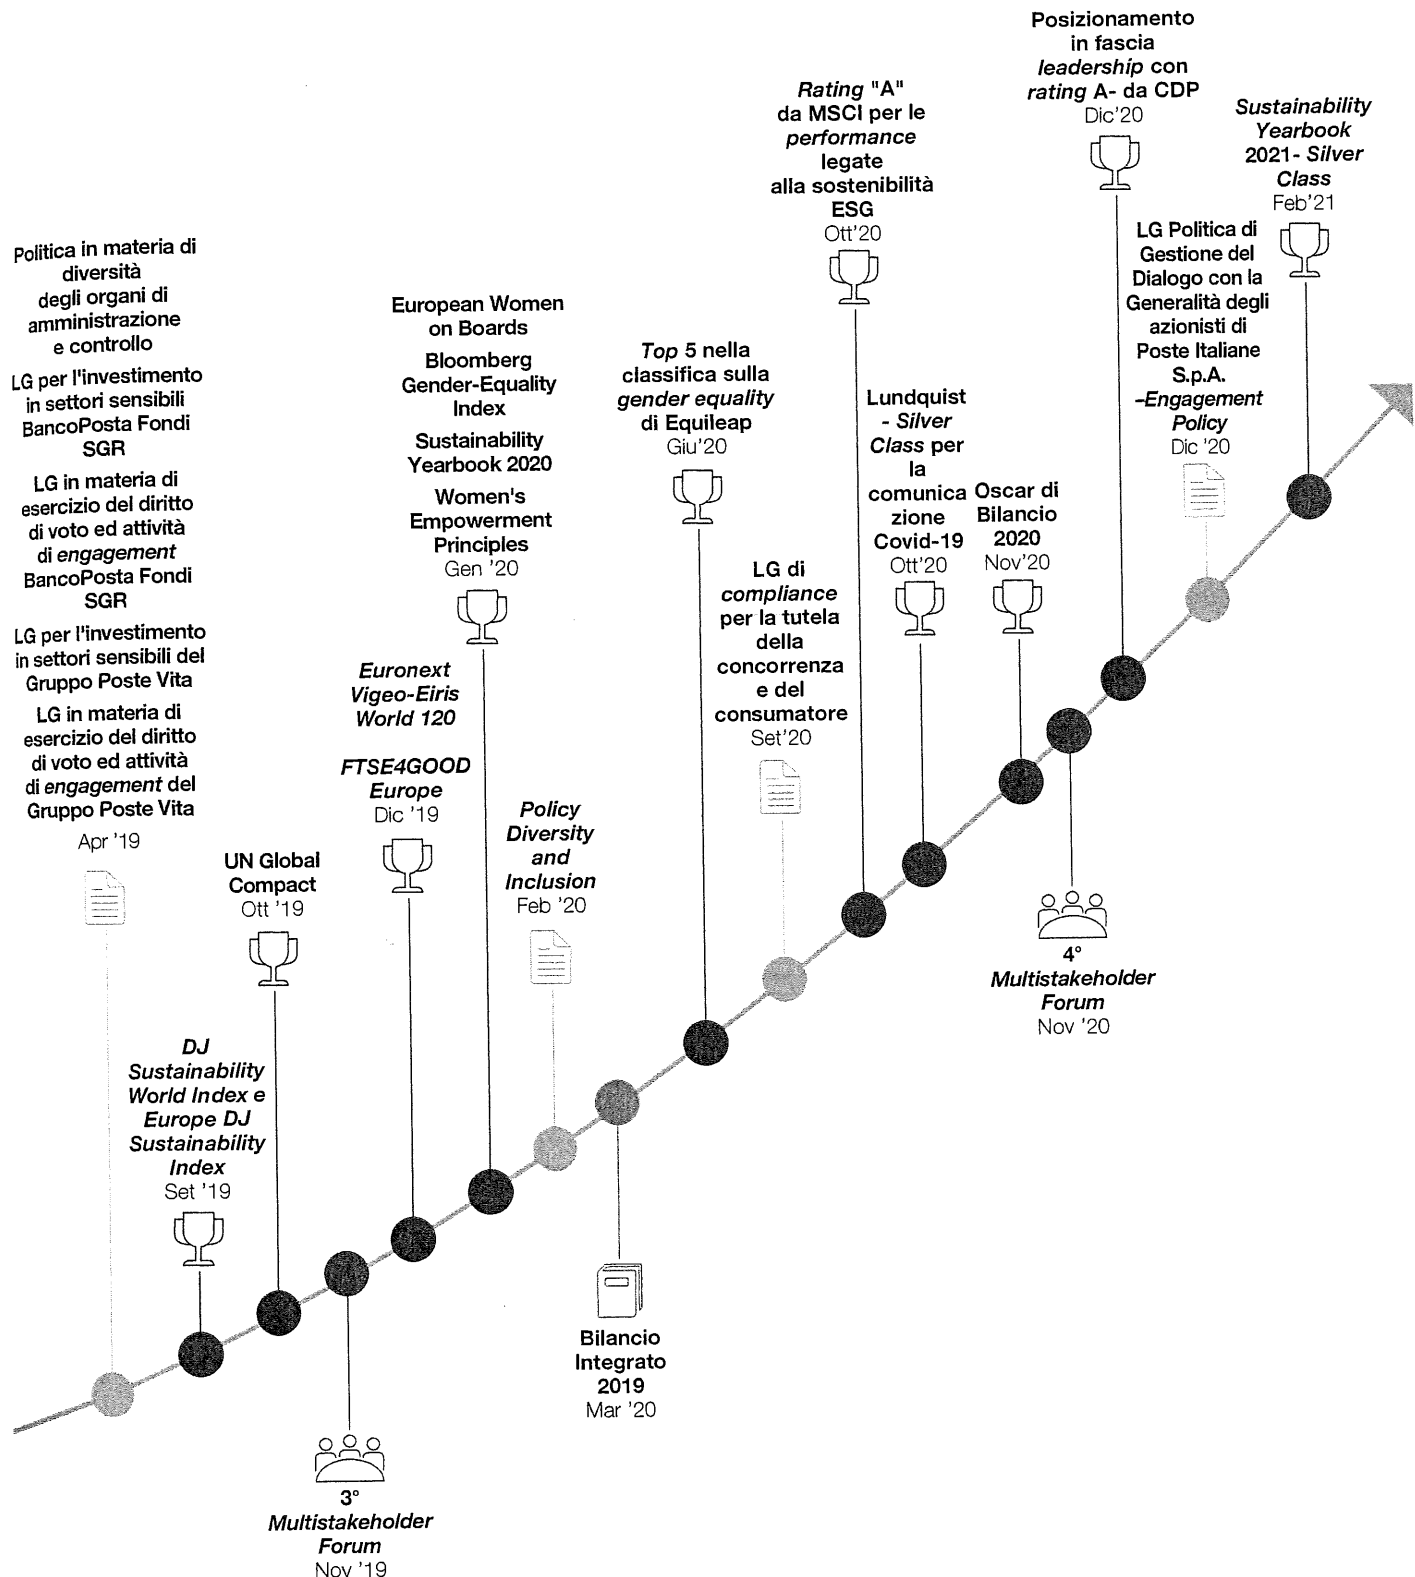 Politica in materia di
diversità
degli organi di
amministrazione
e controllo
LG per l'investimento
in settori sensibili
BancoPosta Fondi
SGR
LG in materia di
esercizio del diritto
di voto ed attività
di engagement
BancoPosta Fondi
SGR
LG per l'investimento
in settori sensibili del
Gruppo Poste Vita
LG in materia di
esercizio del diritto
di voto ed attività
di engagement del
Gruppo Poste Vita
Apr '19
DJ
Sustainability
World Index e
Europe DJ
Sustainability
Index
Set '19
UN Global
Compact
Ott '19
3°
Multistakeholder
Forum
Nov '19
Euronext
Vigeo-Eiris
World 120
FTSE4GOOD
Europe
Dic '19
European Women
on Boards
Bloomberg
Gender-Equality
Index
Sustainability
Yearbook 2020
Women's
Empowerment
Principles
Gen '20
Policy
Diversity
and
Inclusion
Feb '20
Bilancio
Integrato
2019
Mar '20
Top 5 nella
classifica sulla
gender equality
di Equileap
Giu'20
LG di
compliance
per la tutela
della
concorrenza
e del
consumatore
Set'20
Rating "A"
da MSCI per le
performance
legate
alla sostenibilità
ESG
Ott'20
Lundquist
- Silver
Class per
la
comunica
zione
Covid-19
Ott'20
Oscar di
Bilancio
2020
Nov'20
4°
Multistakeholder
Forum
Nov '20
Posizionamento
in fascia
leadership con
rating A- da CDP
Dic'20
LG Politica di
Gestione del
Dialogo con la
Generalità degli
azionisti di
Poste Italiane
S.p.A.
-Engagement
Policy
Dic '20
Sustainability
Yearbook
2021- Silver
Class
Feb'21